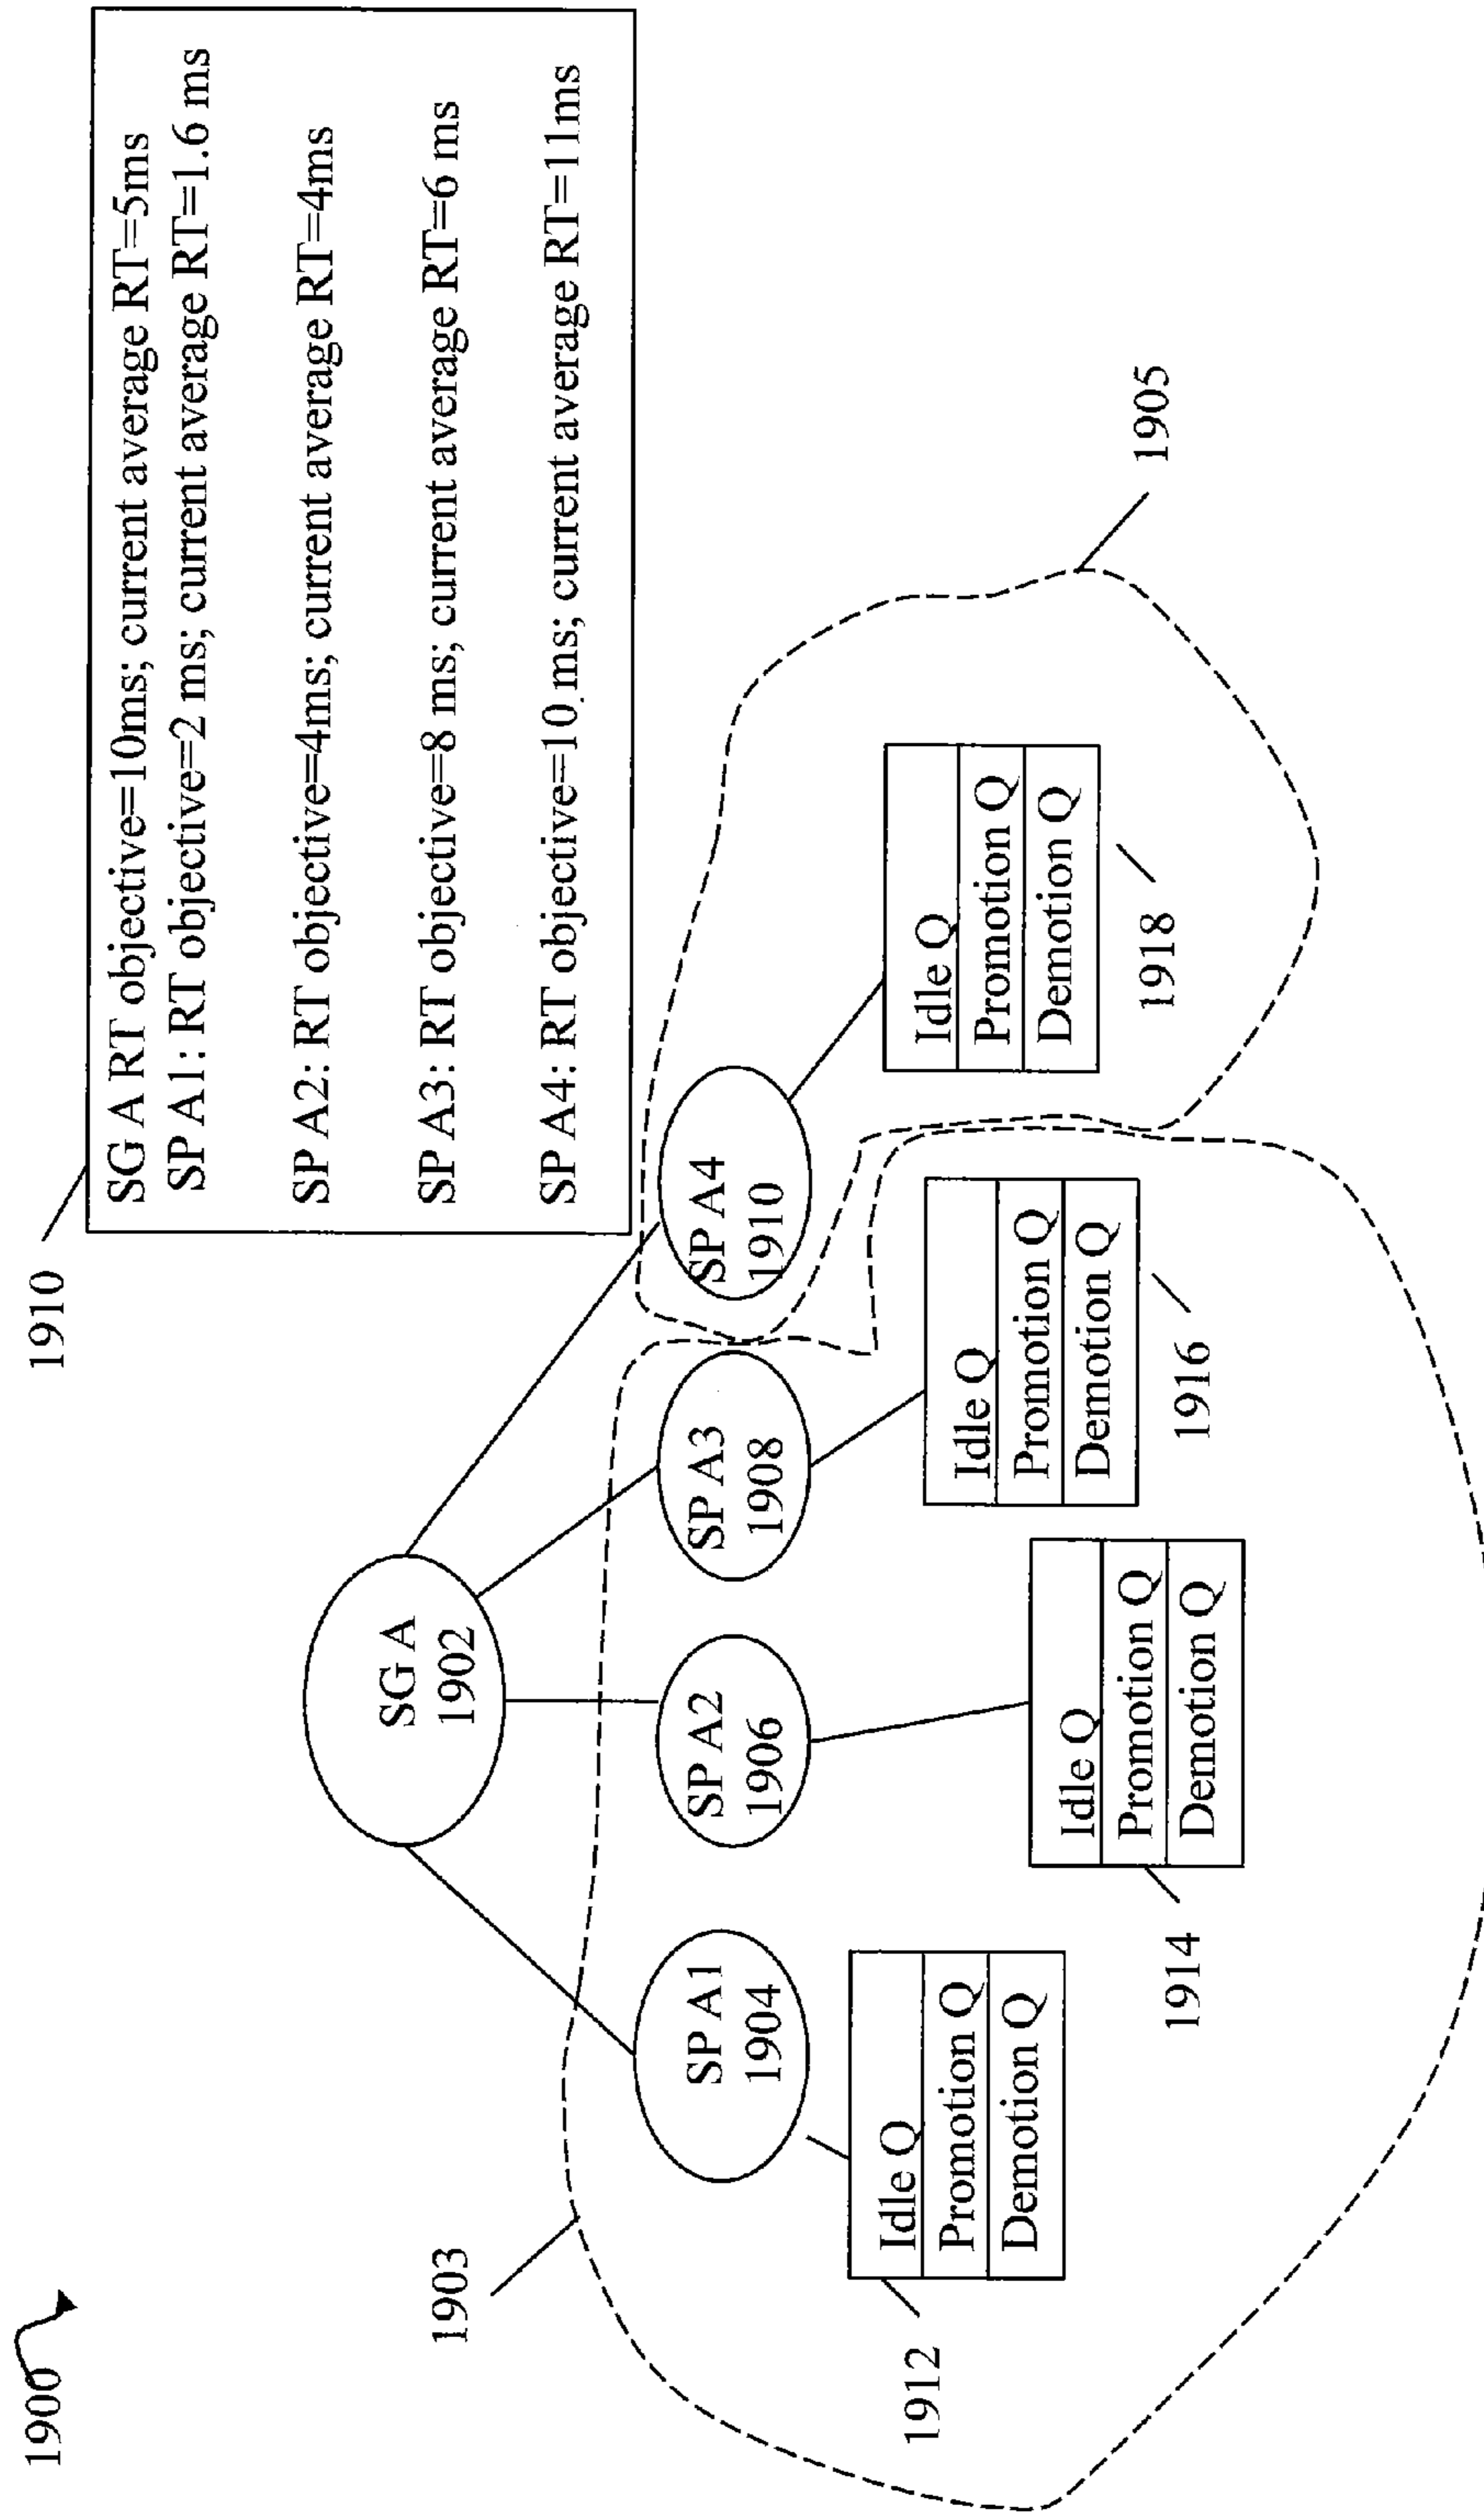 1900
1910
SG A RT objective=10ms; current average RT=5ms
SP A1: RT objective=2 ms; current average RT=1.6 ms
SP A2: RT objective=4ms; current average RT=4ms
SP A3: RT objective=8 ms; current average RT=6 ms
SP A4: RT objective=10 ms; current average RT=11ms
SG A
1902
1903
1905
SP A1
1904
SP A2
1906
SP A3
1908
SP A4
1910
Idle Q
Promotion Q
Demotion Q
1912
Idle Q
Promotion Q
Demotion Q
1914
Idle Q
Promotion Q
Demotion Q
1916
Idle Q
Promotion Q
Demotion Q
1918